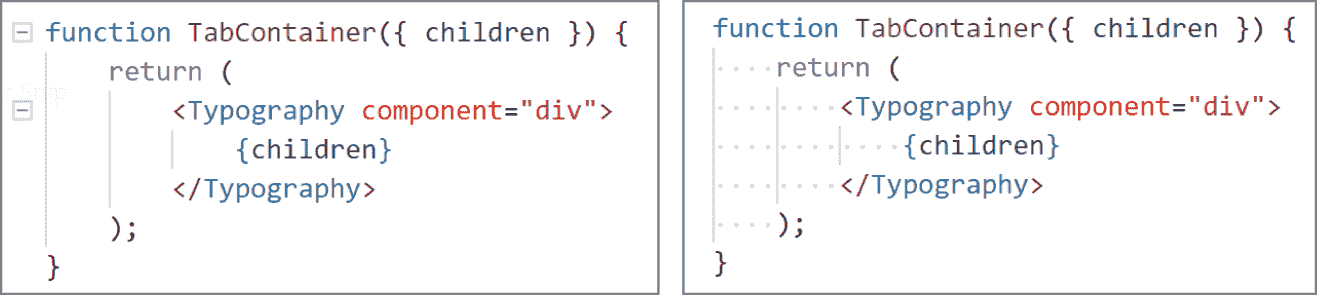 function TabContainer({ children }) {
    return (
        <Typography component="div">
            {children}
        </Typography>
    );
}
function TabContainer({ children }) {
    return (
        <Typography component="div">
            {children}
        </Typography>
    );
}